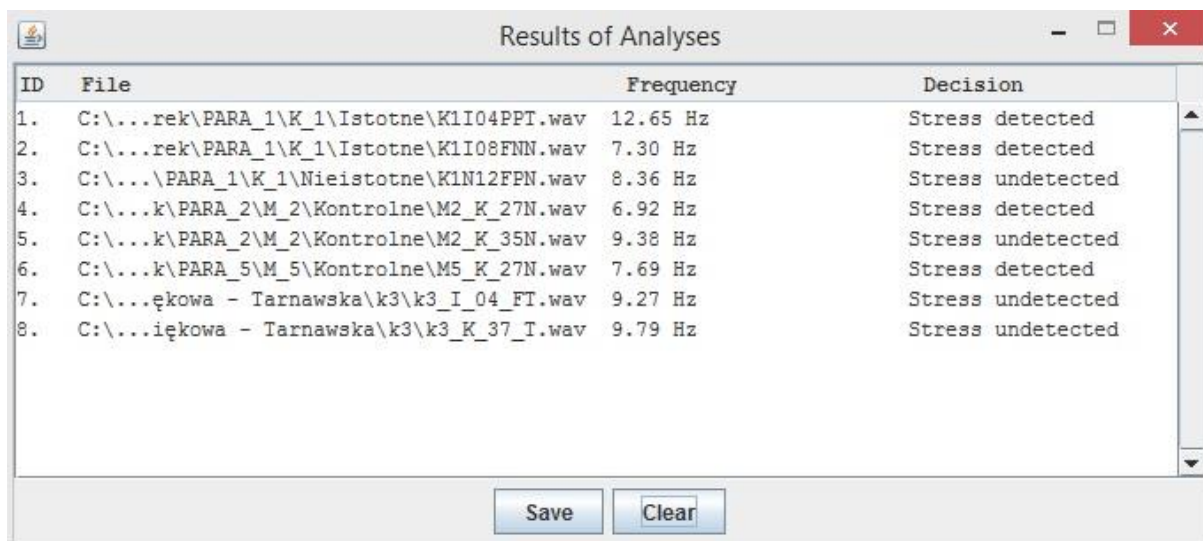 Results of Analyses
ID File Frequency Decision
1. C:\...rek\PARA_1\K_1\Istotne\K1I04PPT.wav 12.65 Hz Stress detected
2. C:\...rek\PARA_1\K_1\Istotne\K1I08FNN.wav 7.30 Hz Stress detected
3. C:\...\PARA_1\K_1\Nieistotne\K1N12FPN.wav 8.36 Hz Stress undetected
4. C:\...k\PARA_2\M_2\Kontrolne\M2_K_27N.wav 6.92 Hz Stress detected
5. C:\...k\PARA_2\M_2\Kontrolne\M2_K_35N.wav 9.38 Hz Stress undetected
6. C:\...k\PARA_5\M_5\Kontrolne\M5_K_27N.wav 7.69 Hz Stress detected
7. C:\...ękowa - Tarnawska\k3\k3_I_04_FT.wav 9.27 Hz Stress undetected
8. C:\...iękowa - Tarnawska\k3\k3_K_37_T.wav 9.79 Hz Stress undetected
Save Clear